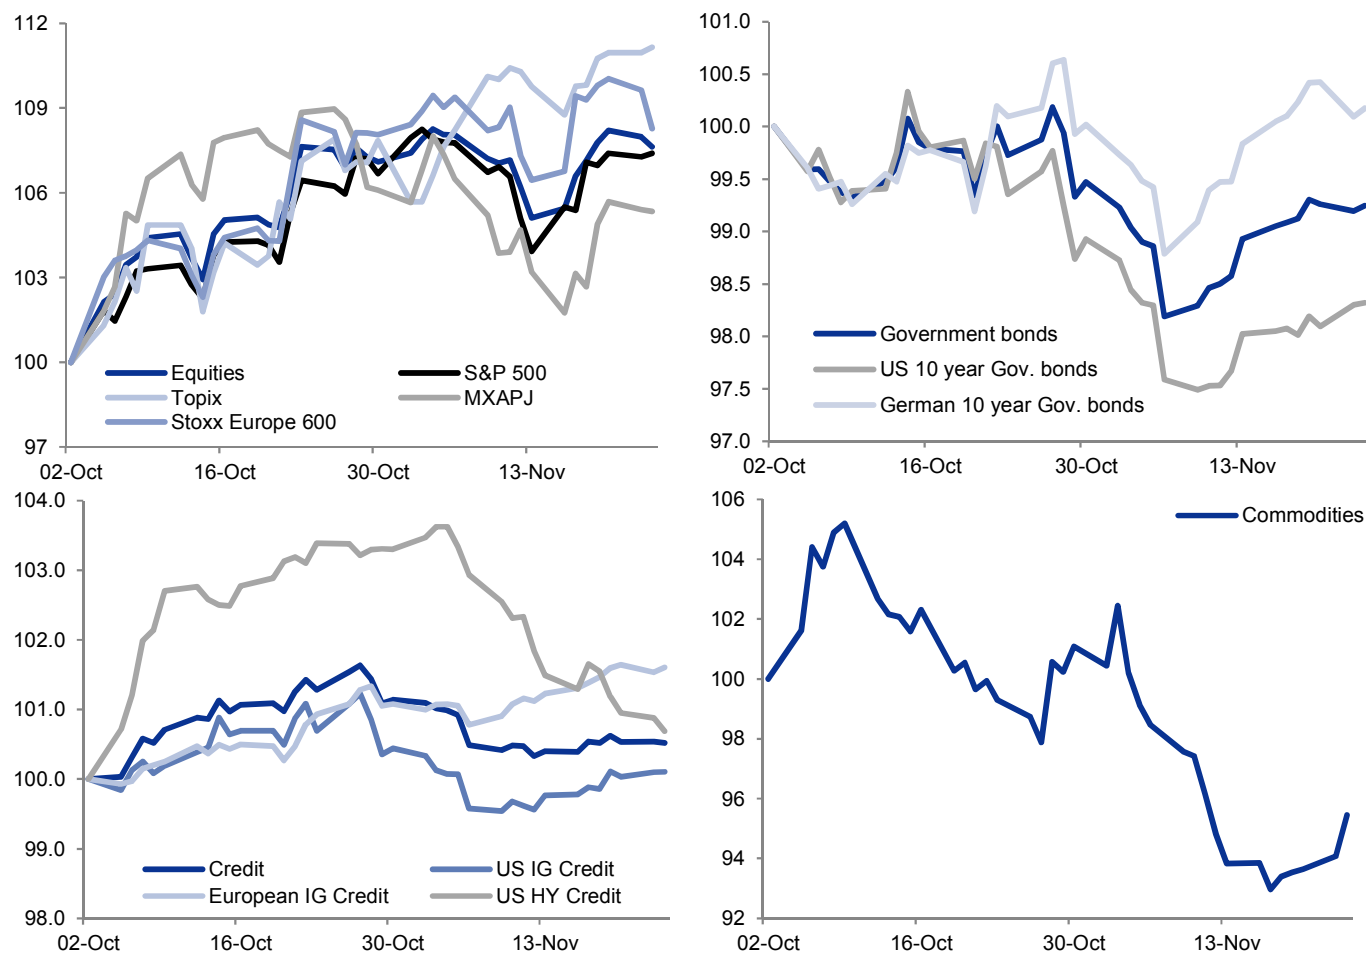 112
109
106
103
100
97
Equities
S&P 500
Topix
MXAPJ
Stoxx Europe 600
02-Oct 16-Oct 30-Oct 13-Nov
101.0
100.5
100.0
99.5
99.0
98.5
98.0
97.5
97.0
Government bonds
US 10 year Gov. bonds
German 10 year Gov. bonds
02-Oct 16-Oct 30-Oct 13-Nov
104.0
103.0
102.0
101.0
100.0
99.0
98.0
Credit
US IG Credit
European IG Credit
US HY Credit
02-Oct 16-Oct 30-Oct 13-Nov
106
104
102
100
98
96
94
92
Commodities
02-Oct 16-Oct 30-Oct 13-Nov